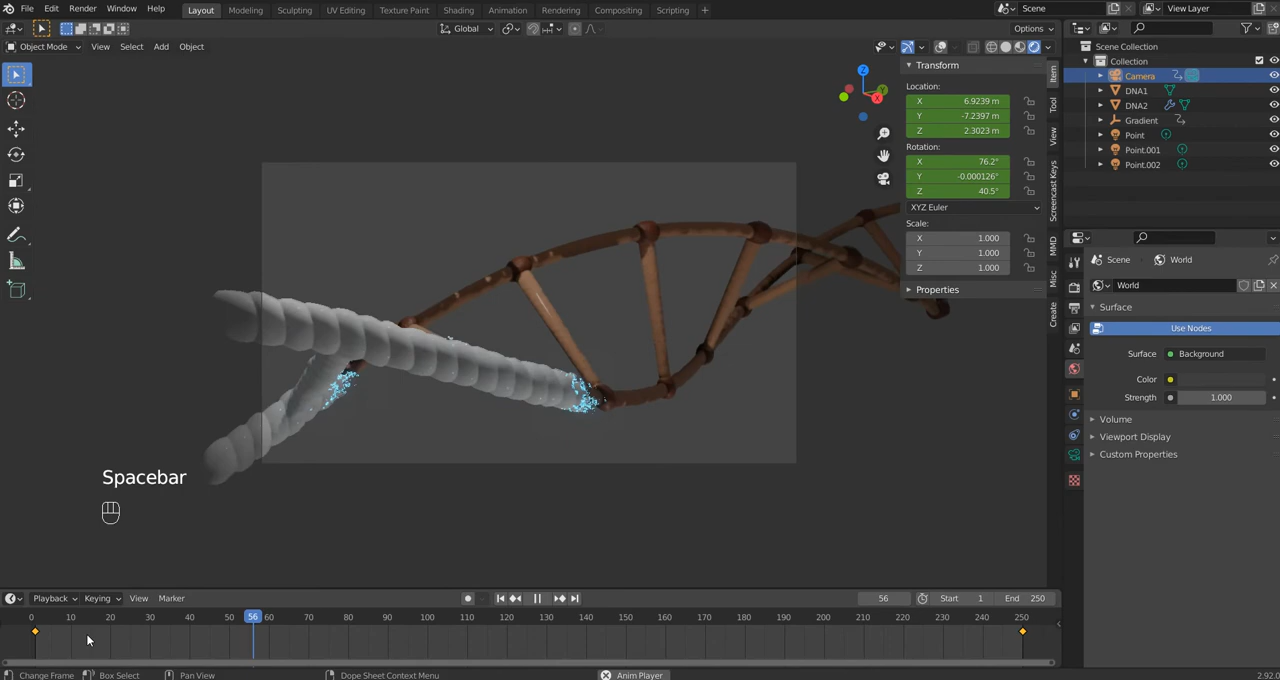 File Edit Render Window Help Layout Modeling Sculpting UV Editing Texture Paint Shading Animation Rendering Compositing Scripting + Scene View Layer
Global Options
Object Mode View Select Add Object
Scene Collection
Collection
Camera
DNA1
DNA2
Gradient
Point
Point.001
Point.002
Z
Y
X
Transform
Location:
X 6.9239 m
Y -7.2397 m
Z 2.3023 m
Rotation:
X 76.2°
Y -0.000126°
Z 40.5°
XYZ Euler
Scale:
X 1.000
Y 1.000
Z 1.000
Properties
Item
Tool
View
Screencast Keys
MMD
Misc
Create
Scene World
World
Surface
Use Nodes
Surface Background
Color
Strength 1.000
Volume
Viewport Display
Custom Properties
Spacebar
Playback Keying View Marker 56 Start 1 End 250
0 10 20 30 40 50 56 60 70 80 90 100 110 120 130 140 150 160 170 180 190 200 210 220 230 240 250
Change Frame Box Select Pan View Dope Sheet Context Menu Anim Player 2.92.0